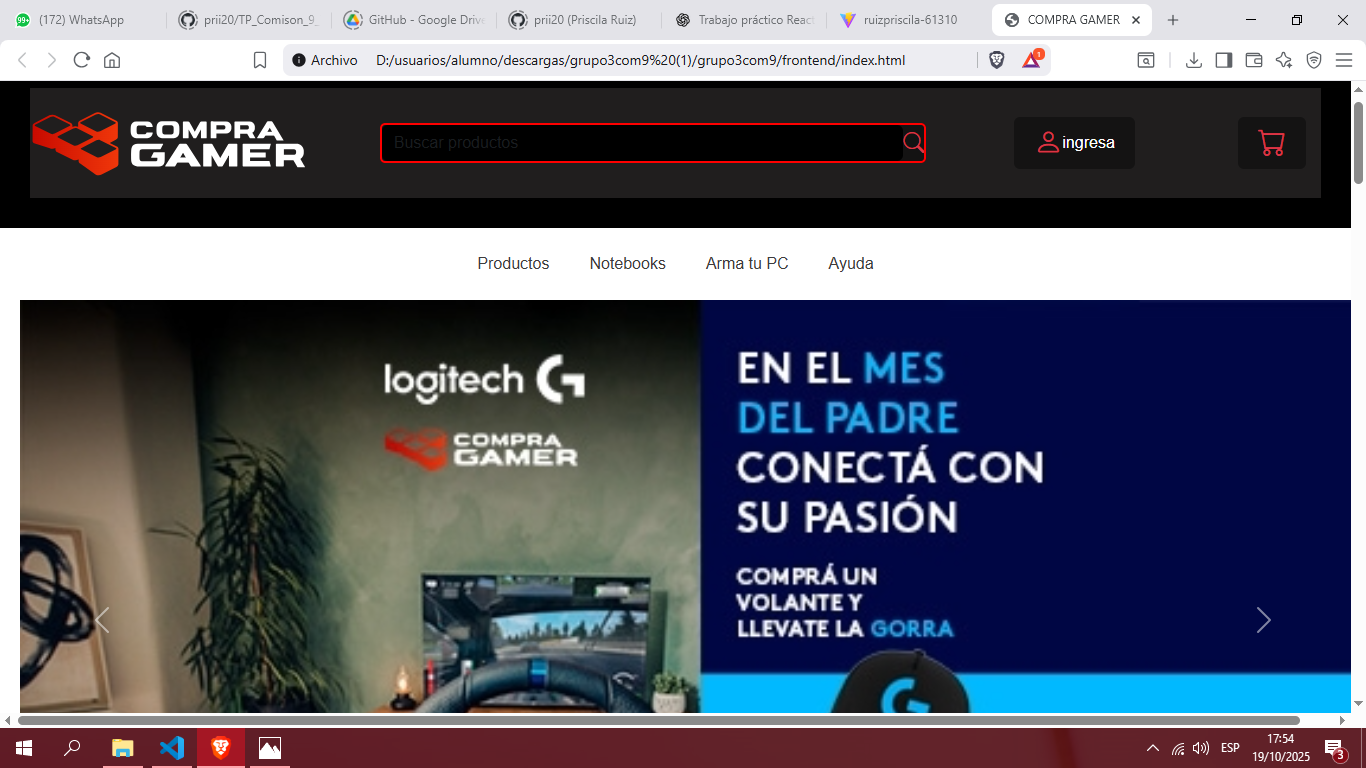 (172) WhatsApp
prii20/TP_Comison_9_
GitHub - Google Drive
prii20 (Priscila Ruiz)
Trabajo práctico Reac
ruizpriscila-61310
COMPRA GAMER
Archivo D:/usuarios/alumno/descargas/grupo3com9%20(1)/grupo3com9/frontend/index.html
1
COMPRA
GAMER
Buscar productos
ingresa
Productos Notebooks Arma tu PC Ayuda
logitech G
COMPRA
GAMER
EN EL MES
DEL PADRE
CONECTÁ CON
SU PASIÓN
COMPRÁ UN
VOLANTE Y
LLEVATE LA GORRA
ESP
17:54
19/10/2025
3